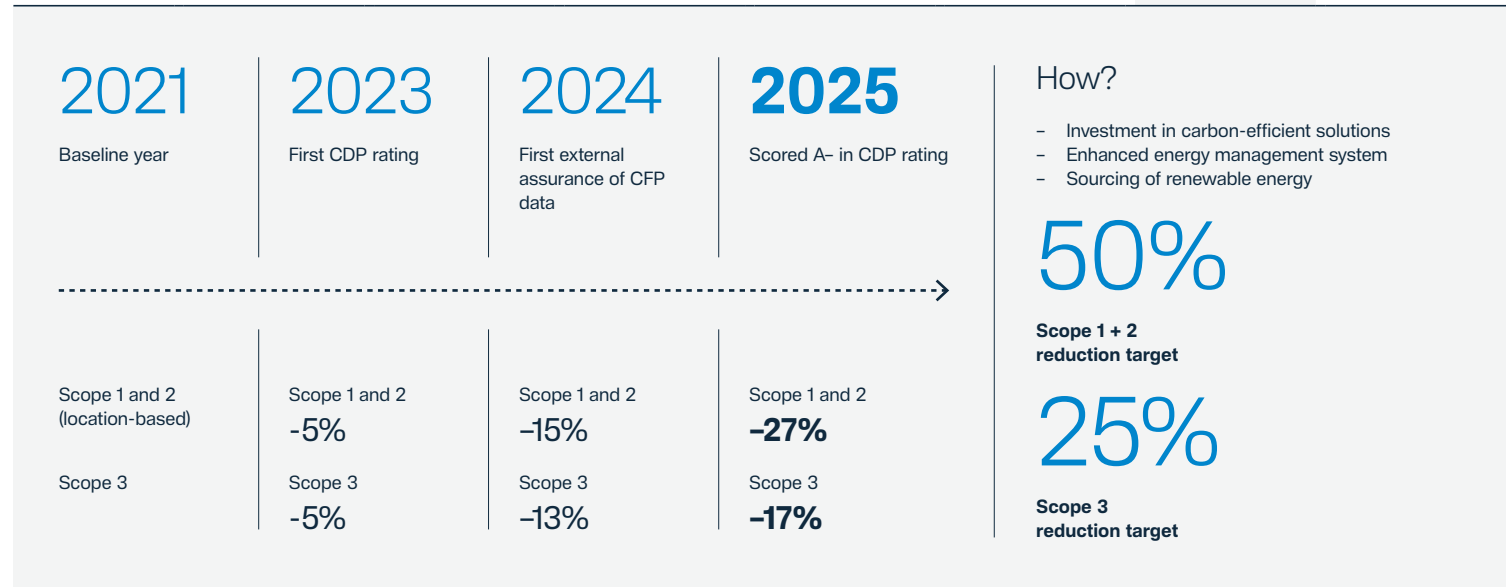 2021
Baseline year
2023
First CDP rating
2024
First external
assurance of CFP
data
2025
Scored A– in CDP rating
Scope 1 and 2
(location-based)
Scope 3
Scope 1 and 2
-5%
Scope 3
-5%
Scope 1 and 2
–15%
Scope 3
–13%
Scope 1 and 2
–27%
Scope 3
–17%
How?
– Investment in carbon-efficient solutions
– Enhanced energy management system
– Sourcing of renewable energy
50%
Scope 1 + 2
reduction target
25%
Scope 3
reduction target